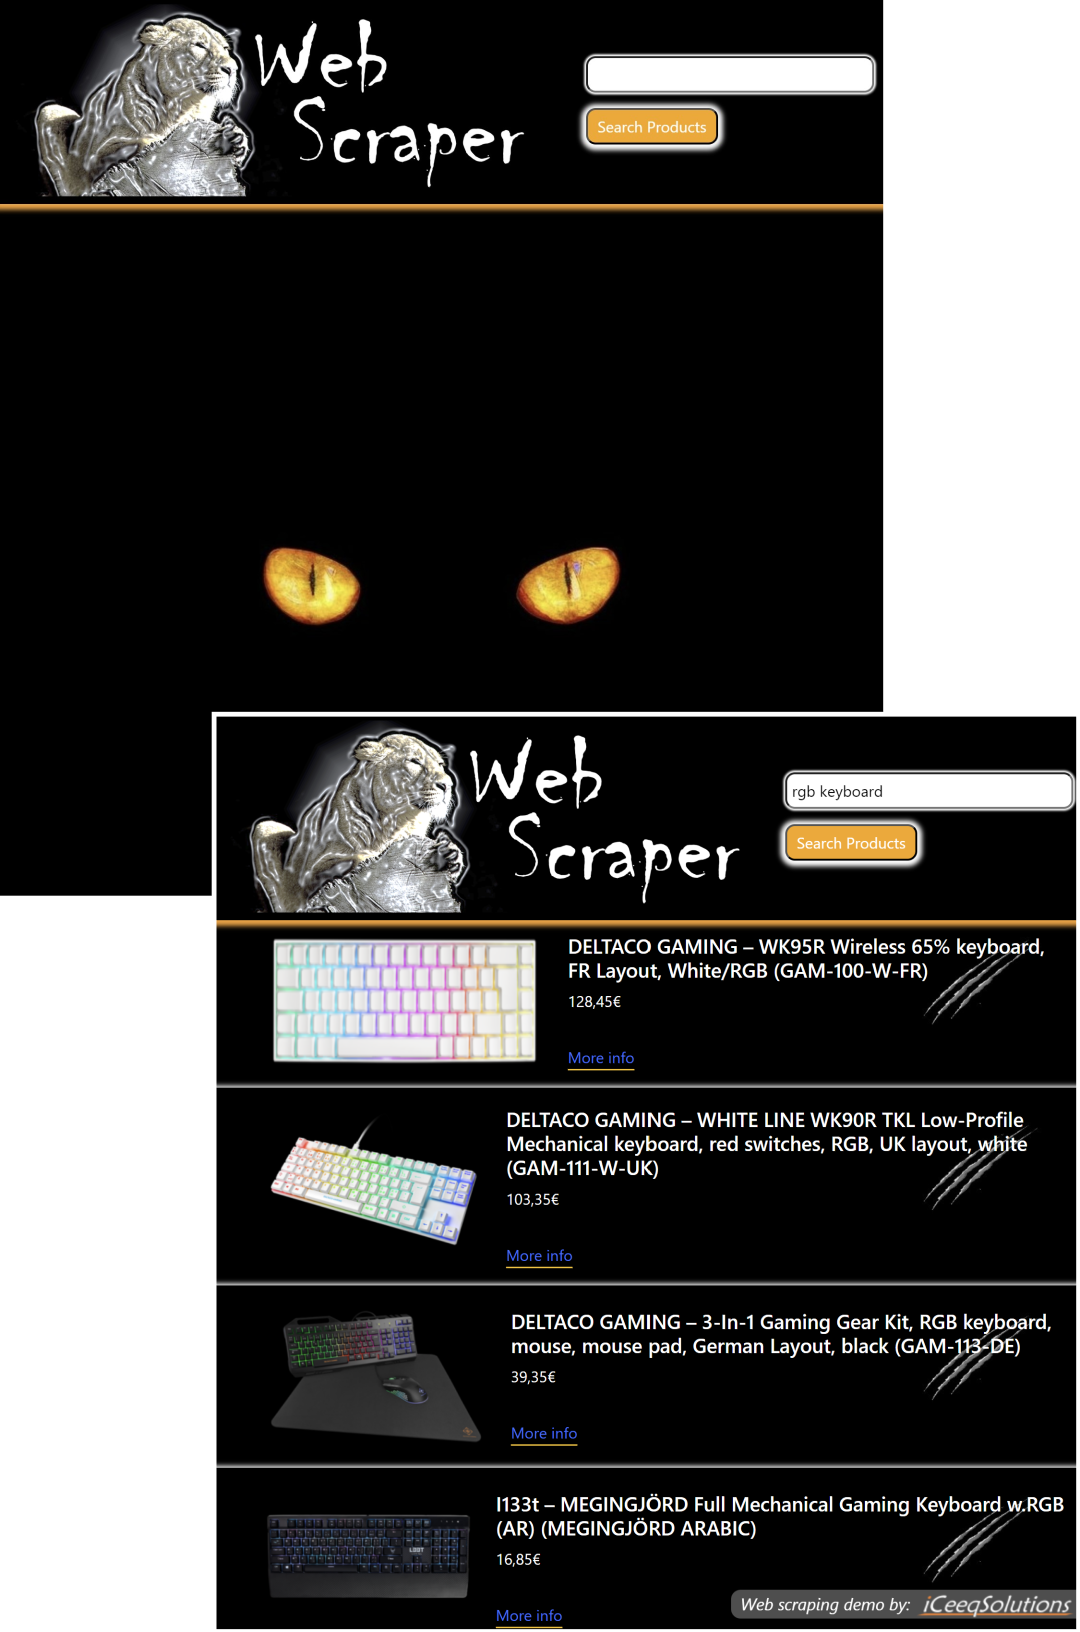 Web
Scraper
Search Products
Web
Scraper
rgb keyboard
Search Products
DELTACO GAMING – WK95R Wireless 65% keyboard,
FR Layout, White/RGB (GAM-100-W-FR)
128,45€
More info
DELTACO GAMING – WHITE LINE WK90R TKL Low-Profile
Mechanical keyboard, red switches, RGB, UK layout, white
(GAM-111-W-UK)
103,35€
More info
DELTACO GAMING – 3-In-1 Gaming Gear Kit, RGB keyboard,
mouse, mouse pad, German Layout, black (GAM-113-DE)
39,35€
More info
I133t – MEGINGJÖRD Full Mechanical Gaming Keyboard w.RGB
(AR) (MEGINGJÖRD ARABIC)
16,85€
More info
Web scraping demo by: iCeeqSolutions